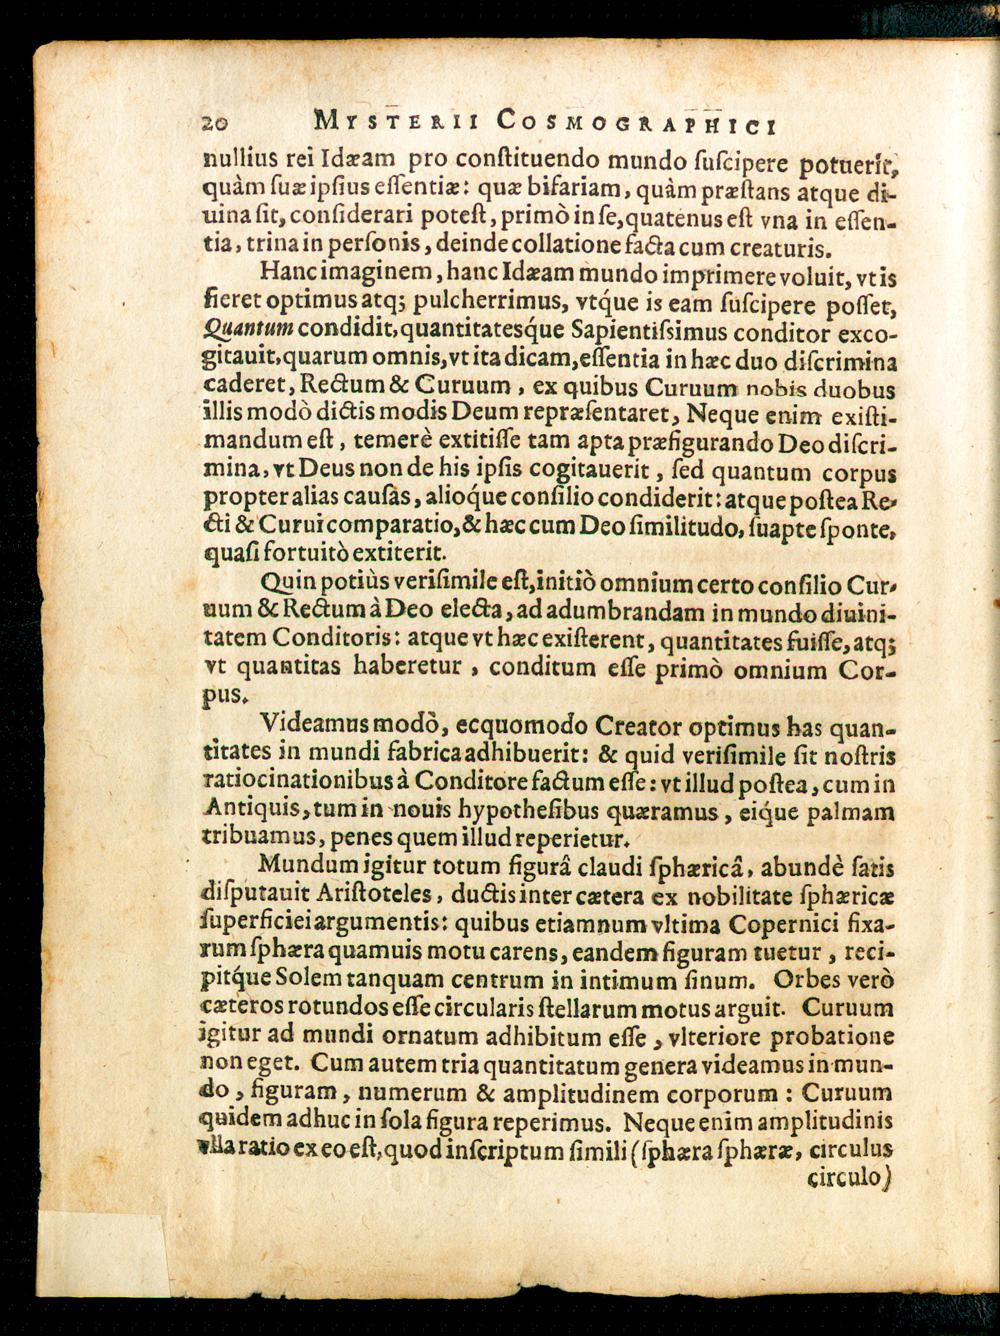 20 MYSTERII COSMOGRAPHICI
nullius rei Idæam pro conſtituendo mundo ſuſcipere potuerit,
quàm ſuæ ipſius eſſentiæ: quæ bifariam, quàm præſtans atque di-
uina ſit, conſiderari poteſt, primò in ſe, quatenus eſt vna in eſſen-
tia, trina in perſonis, deinde collatione facta cum creaturis.
Hanc imaginem, hanc Idæam mundo imprimere voluit, vt is
fieret optimus atq; pulcherrimus, vtq́ue is eam ſuſcipere poſſet,
Quantum condidit, quantitatesq́ue Sapientiſsimus conditor exco-
gitauit, quarum omnis, vt ita dicam, eſſentia in hæc duo diſcrimina
caderet, Rectum & Curuum, ex quibus Curuum nobis duobus
illis modò dictis modis Deum repræſentaret, Neque enim exiſti-
mandum eſt, temerè extitiſſe tam apta præfigurando Deo diſcri-
mina, vt Deus non de his ipſis cogitauerit, ſed quantum corpus
propter alias cauſas, alioq́ue conſilio condiderit: atque poſtea Re-
cti & Curui comparatio, & hæc cum Deo ſimilitudo, ſuapte ſponte,
quaſi fortuitò extiterit.
Quin potiùs veriſimile eſt, initiò omnium certo conſilio Cur-
uum & Rectum à Deo electa, ad adumbrandam in mundo diuini-
tatem Conditoris: atque vt hæc exiſterent, quantitates fuiſſe, atq;
vt quantitas haberetur, conditum eſſe primò omnium Cor-
pus.
Videamus modò, ecquomodo Creator optimus has quan-
titates in mundi fabrica adhibuerit: & quid veriſimile ſit noſtris
ratiocinationibus à Conditore factum eſſe: vt illud poſtea, cum in
Antiquis, tum in nouis hypotheſibus quæramus, eiq́ue palmam
tribuamus, penes quem illud reperietur.
Mundum igitur totum figurâ claudi ſphæricâ, abundè ſatis
diſputauit Ariſtoteles, ductis inter cætera ex nobilitate ſphæricæ
ſuperficiei argumentis: quibus etiamnum vltima Copernici fixa-
rum ſphæra quamuis motu carens, eandem figuram tuetur, reci-
pitq́ue Solem tanquam centrum in intimum ſinum. Orbes verò
cæteros rotundos eſſe circularis ſtellarum motus arguit. Curuum
igitur ad mundi ornatum adhibitum eſſe, vlteriore probatione
non eget. Cum autem tria quantitatum genera videamus in mun-
do, figuram, numerum & amplitudinem corporum: Curuum
quidem adhuc in ſola figura reperimus. Neque enim amplitudinis
vlla ratio ex eo eſt, quod inſcriptum ſimili (ſphæra ſphæræ, circulus
circulo)